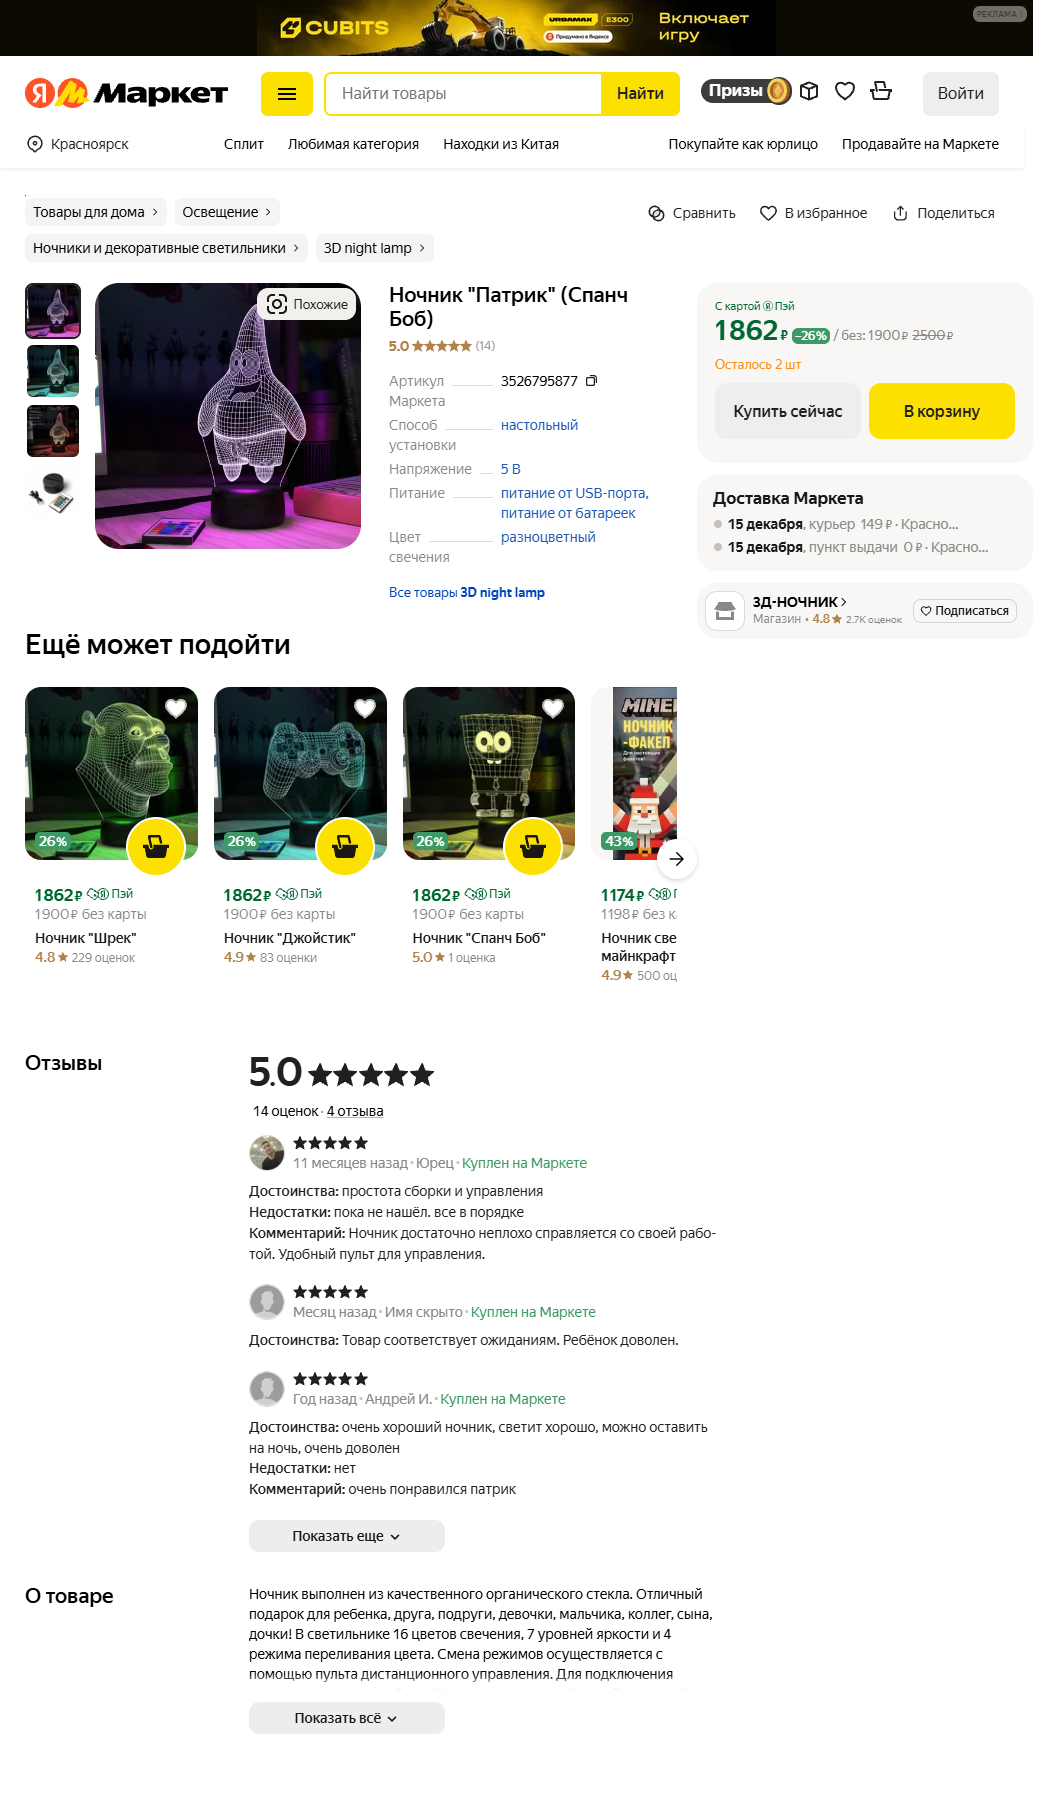 CUBITS
URBAMAX E300
Придумано в Яндексе
Включает
игру
РЕКЛАМА
Я М Маркет
Найти товары
Найти
Призы
Войти
Красноярск
Сплит
Любимая категория
Находки из Китая
Покупайте как юрлицо
Продавайте на Маркете
Товары для дома
Освещение
Ночники и декоративные светильники
3D night lamp
Сравнить
В избранное
Поделиться
Похожие
Ночник "Патрик" (Спанч
Боб)
5.0 ★★★★★ (14)
Артикул
Маркета
3526795877
Способ
установки
настольный
Напряжение
5 В
Питание
питание от USB-порта,
питание от батареек
Цвет
свечения
разноцветный
Все товары 3D night lamp
С картой Я Пэй
1862 ₽ –26% / без: 1900 ₽ 2500 ₽
Осталось 2 шт
Купить сейчас
В корзину
Доставка Маркета
15 декабря, курьер 149 ₽ · Красно...
15 декабря, пункт выдачи 0 ₽ · Красно...
3Д-НОЧНИК
Магазин • 4.8 ★ 2.7K оценок
Подписаться
Ещё может подойти
26%
1862 ₽ Я Пэй
1900 ₽ без карты
Ночник "Шрек"
4.8 ★ 229 оценок
26%
1862 ₽ Я Пэй
1900 ₽ без карты
Ночник "Джойстик"
4.9 ★ 83 оценки
26%
1862 ₽ Я Пэй
1900 ₽ без карты
Ночник "Спанч Боб"
5.0 ★ 1 оценка
MINE
НОЧНИК
-ФАКЕЛ
Для настоящих
фанатов!
43%
1174 ₽ Я
1198 ₽ без к
Ночник све
майнкрафт
4.9 ★ 500 оц
Отзывы
5.0 ★★★★★
14 оценок · 4 отзыва
★★★★★
11 месяцев назад • Юрец • Куплен на Маркете
Достоинства: простота сборки и управления
Недостатки: пока не нашёл. все в порядке
Комментарий: Ночник достаточно неплохо справляется со своей рабо-
той. Удобный пульт для управления.
★★★★★
Месяц назад • Имя скрыто • Куплен на Маркете
Достоинства: Товар соответствует ожиданиям. Ребёнок доволен.
★★★★★
Год назад • Андрей И. • Куплен на Маркете
Достоинства: очень хороший ночник, светит хорошо, можно оставить
на ночь, очень доволен
Недостатки: нет
Комментарий: очень понравился патрик
Показать еще
О товаре
Ночник выполнен из качественного органического стекла. Отличный
подарок для ребенка, друга, подруги, девочки, мальчика, коллег, сына,
дочки! В светильнике 16 цветов свечения, 7 уровней яркости и 4
режима переливания цвета. Смена режимов осуществляется с
помощью пульта дистанционного управления. Для подключения
Показать всё